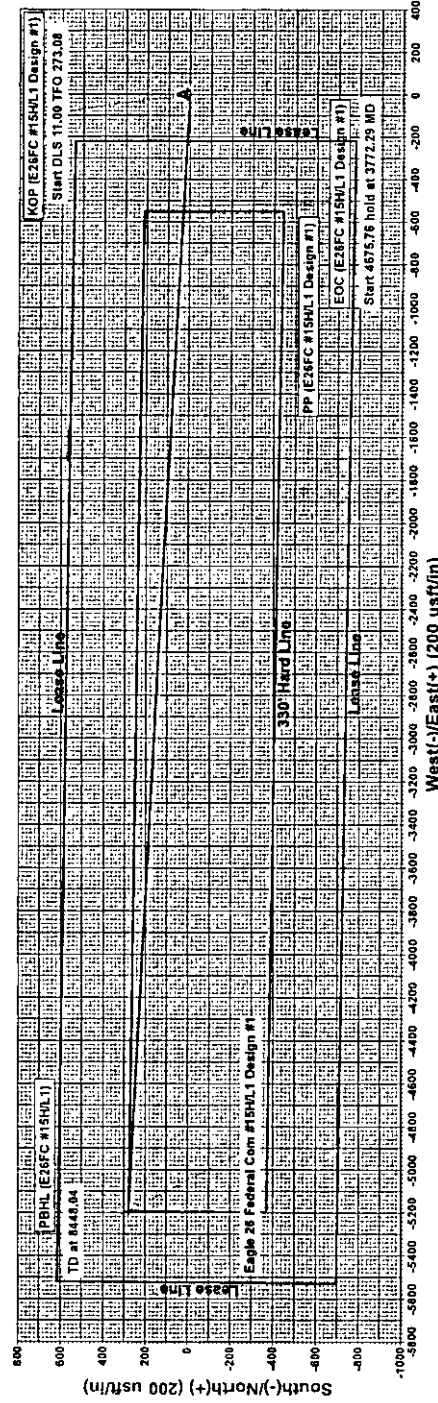 KOP (E26FC #15H/L1 Design #1)
Start DLS 11.00 TFO 273.08
PBHL (E26FC #15H/L1)
TD at 8448.04
Lease Line
Lease Line
Lease Line
Lease Line
330' Hard Line
Eagle 26 Federal Com #15H/L1 Design #1
PP (E26FC #15H/L1 Design #1)
EOC (E26FC #15H/L1 Design #1)
Start 4675.76 hold at 3772.29 MD
South(-)/North(+) (200 usft/in)
800
600
400
200
0
-200
-400
-600
-800
-1000
-5800 -5600 -5400 -5200 -5000 -4800 -4600 -4400 -4200 -4000 -3800 -3600 -3400 -3200 -3000 -2800 -2600 -2400 -2200 -2000 -1800 -1600 -1400 -1200 -1000 -800 -600 -400 -200 0 200 400
West(-)/East(+) (200 usft/in)